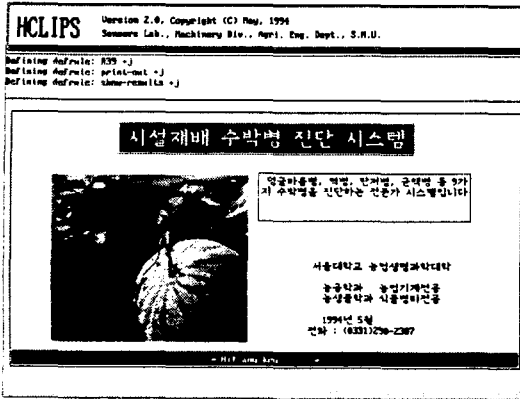 HCLIPS
Version 2.0, Copyright (C) May, 1994
Sensors Lab., Machinery Div., Agri. Eng. Dept., S.N.U.
Defining defrule: R39 +j
Defining defrule: print-out +j
Defining defrule: show-results +j
시설재배 수박병 진단 시스템
덩굴마름병, 역병, 탄저병, 균핵병 등 9가
지 수박병을 진단하는 전문가 시스템입니다
서울대학교 농업생명과학대학
농공학과 농업기계전공
농생물학과 식물병리전공
1994년 5월
전화 : (0331)290-2387
Hit any key